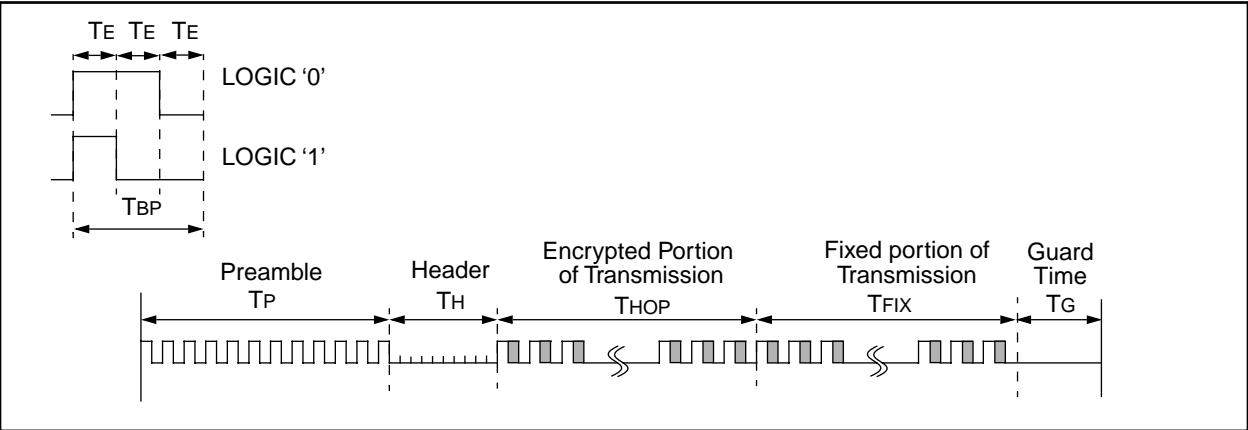 TE TE TE
LOGIC ‘0’
LOGIC ‘1’
TBP
Preamble
TP
Header
TH
Encrypted Portion
of Transmission
THOP
Fixed portion of
Transmission
TFIX
Guard
Time
TG